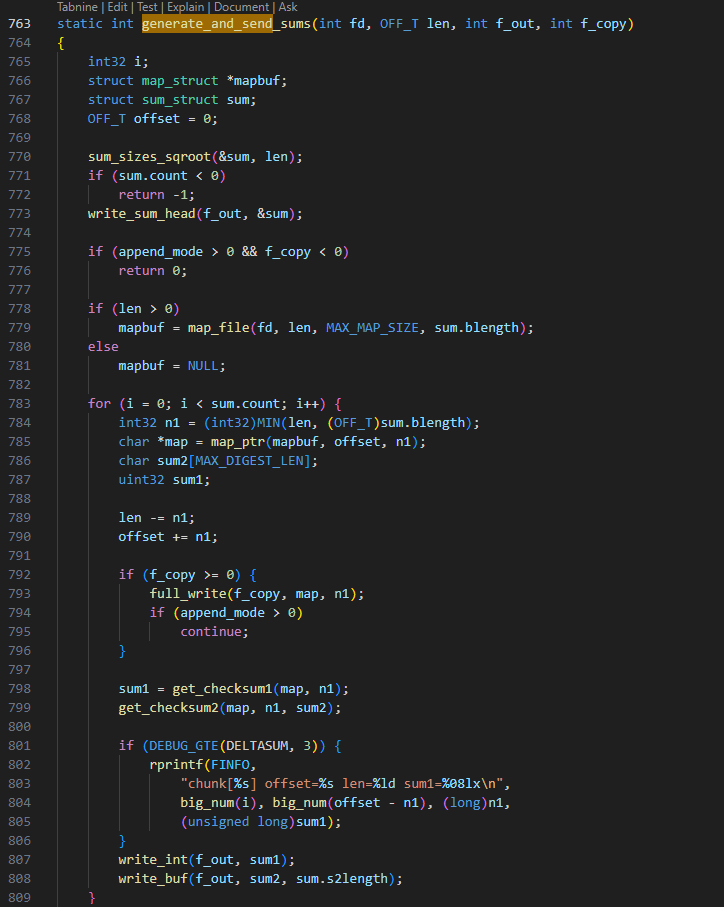 Tabnine | Edit | Test | Explain | Document | Ask
763 static int generate_and_send_sums(int fd, OFF_T len, int f_out, int f_copy)
764 {
765     int32 i;
766     struct map_struct *mapbuf;
767     struct sum_struct sum;
768     OFF_T offset = 0;
769
770     sum_sizes_sqroot(&sum, len);
771     if (sum.count < 0)
772         return -1;
773     write_sum_head(f_out, &sum);
774
775     if (append_mode > 0 && f_copy < 0)
776         return 0;
777
778     if (len > 0)
779         mapbuf = map_file(fd, len, MAX_MAP_SIZE, sum.blength);
780     else
781         mapbuf = NULL;
782
783     for (i = 0; i < sum.count; i++) {
784         int32 n1 = (int32)MIN(len, (OFF_T)sum.blength);
785         char *map = map_ptr(mapbuf, offset, n1);
786         char sum2[MAX_DIGEST_LEN];
787         uint32 sum1;
788
789         len -= n1;
790         offset += n1;
791
792         if (f_copy >= 0) {
793             full_write(f_copy, map, n1);
794             if (append_mode > 0)
795                 continue;
796         }
797
798         sum1 = get_checksum1(map, n1);
799         get_checksum2(map, n1, sum2);
800
801         if (DEBUG_GTE(DELTASUM, 3)) {
802             rprintf(FINFO,
803                 "chunk[%s] offset=%s len=%ld sum1=%08lx\n",
804                 big_num(i), big_num(offset - n1), (long)n1,
805                 (unsigned long)sum1);
806         }
807         write_int(f_out, sum1);
808         write_buf(f_out, sum2, sum.s2length);
809     }